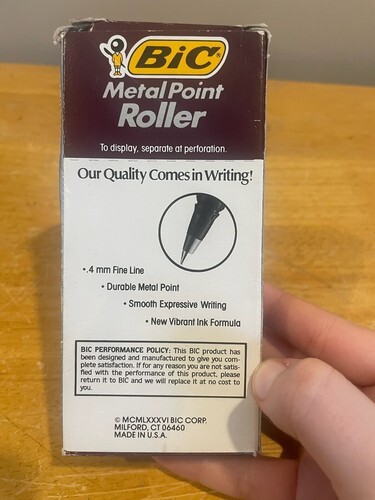 BiC
Metal Point
Roller
To display, separate at perforation.
Our Quality Comes in Writing!
• .4 mm Fine Line
• Durable Metal Point
• Smooth Expressive Writing
• New Vibrant Ink Formula
BIC PERFORMANCE POLICY: This BIC product has
been designed and manufactured to give you com-
plete satisfaction. If for any reason you are not satis-
fied with the performance of this product, please
return it to BIC and we will replace it at no cost to
you.
© MCMLXXXVI BIC CORP.
MILFORD, CT 06460
MADE IN U.S.A.